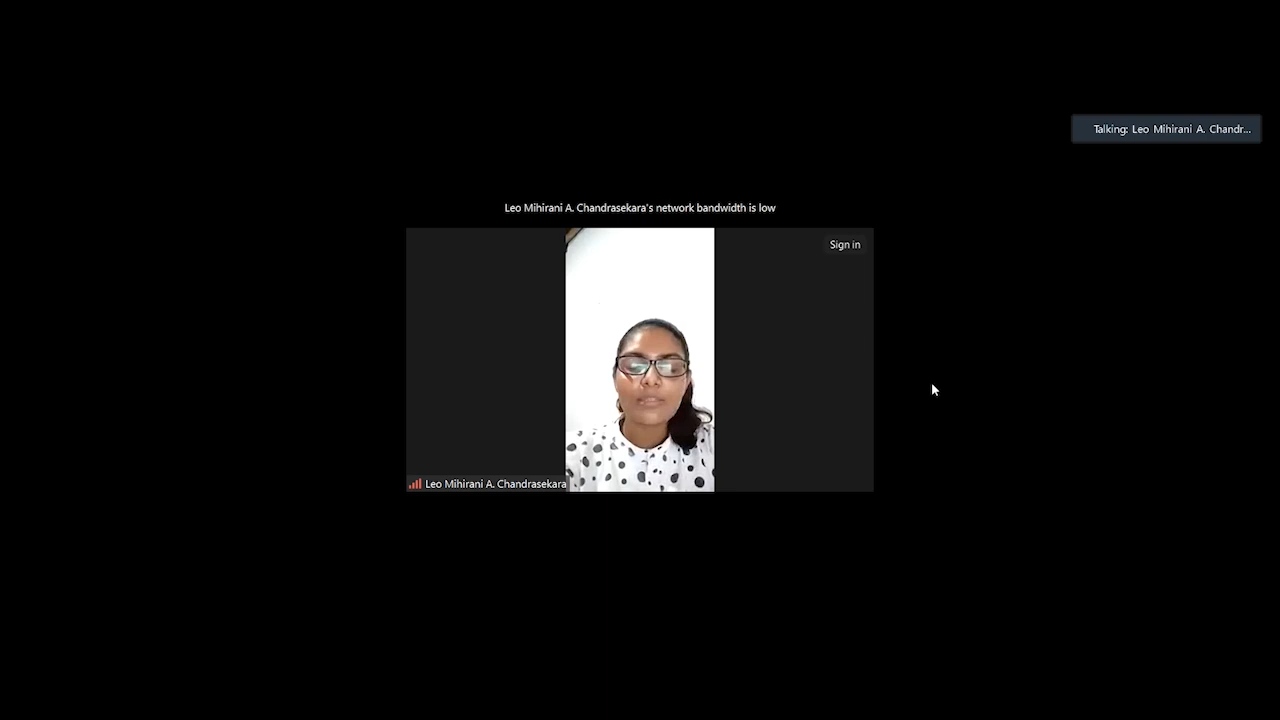 Talking: Leo Mihirani A. Chandr...
Leo Mihirani A. Chandrasekara's network bandwidth is low
Sign in
Leo Mihirani A. Chandrasekara